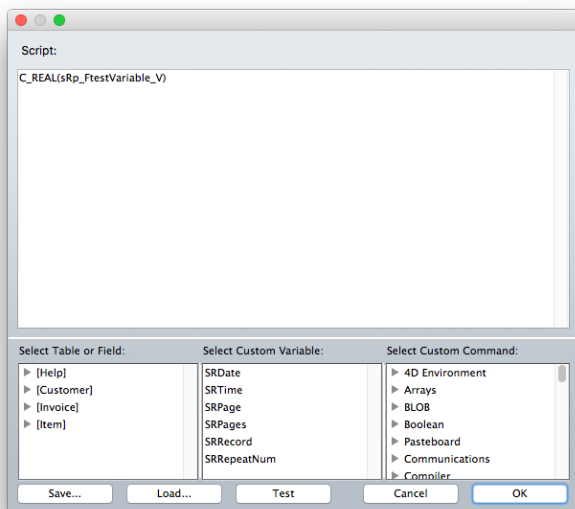 Script:
C_REAL(sRp_FtestVariable_V)
Select Table or Field:
Select Custom Variable:
Select Custom Command:
[Help]
[Customer]
[Invoice]
[Item]
SRDate
SRTime
SRPage
SRPages
SRRecord
SRRepeatNum
4D Environment
Arrays
BLOB
Boolean
Pasteboard
Communications
Compiler
Save...
Load...
Test
Cancel
OK